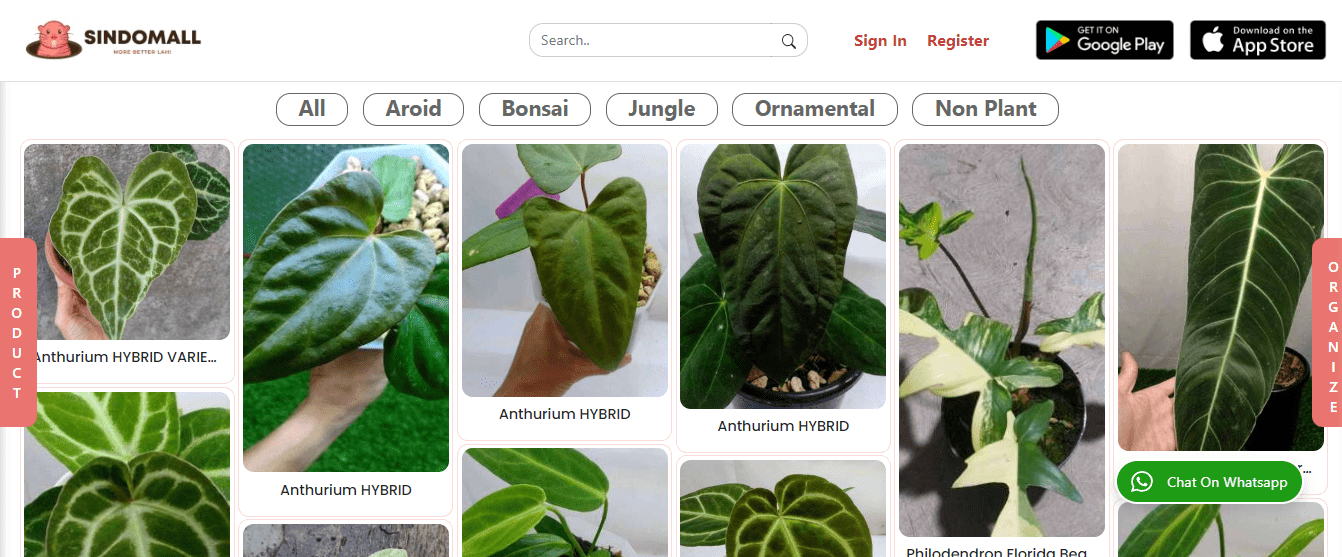 SINDOMALL
MORE BETTER LAH!
Search..
Sign In
Register
GET IT ON
Google Play
Download on the
App Store
All
Aroid
Bonsai
Jungle
Ornamental
Non Plant
PRODUCT
ORGANIZE
Anthurium HYBRID VARIE...
Anthurium HYBRID
Anthurium HYBRID
Anthurium HYBRID
Philodendron Florida Bea
r...
Chat On Whatsapp